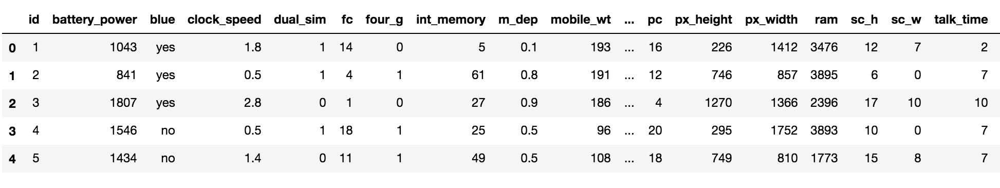 id battery_power blue clock_speed dual_sim fc four_g int_memory m_dep mobile_wt ... pc px_height px_width ram sc_h sc_w talk_time
0 1 1043 yes 1.8 1 14 0 5 0.1 193 ... 16 226 1412 3476 12 7 2
1 2 841 yes 0.5 1 4 1 61 0.8 191 ... 12 746 857 3895 6 0 7
2 3 1807 yes 2.8 0 1 0 27 0.9 186 ... 4 1270 1366 2396 17 10 10
3 4 1546 no 0.5 1 18 1 25 0.5 96 ... 20 295 1752 3893 10 0 7
4 5 1434 no 1.4 0 11 1 49 0.5 108 ... 18 749 810 1773 15 8 7